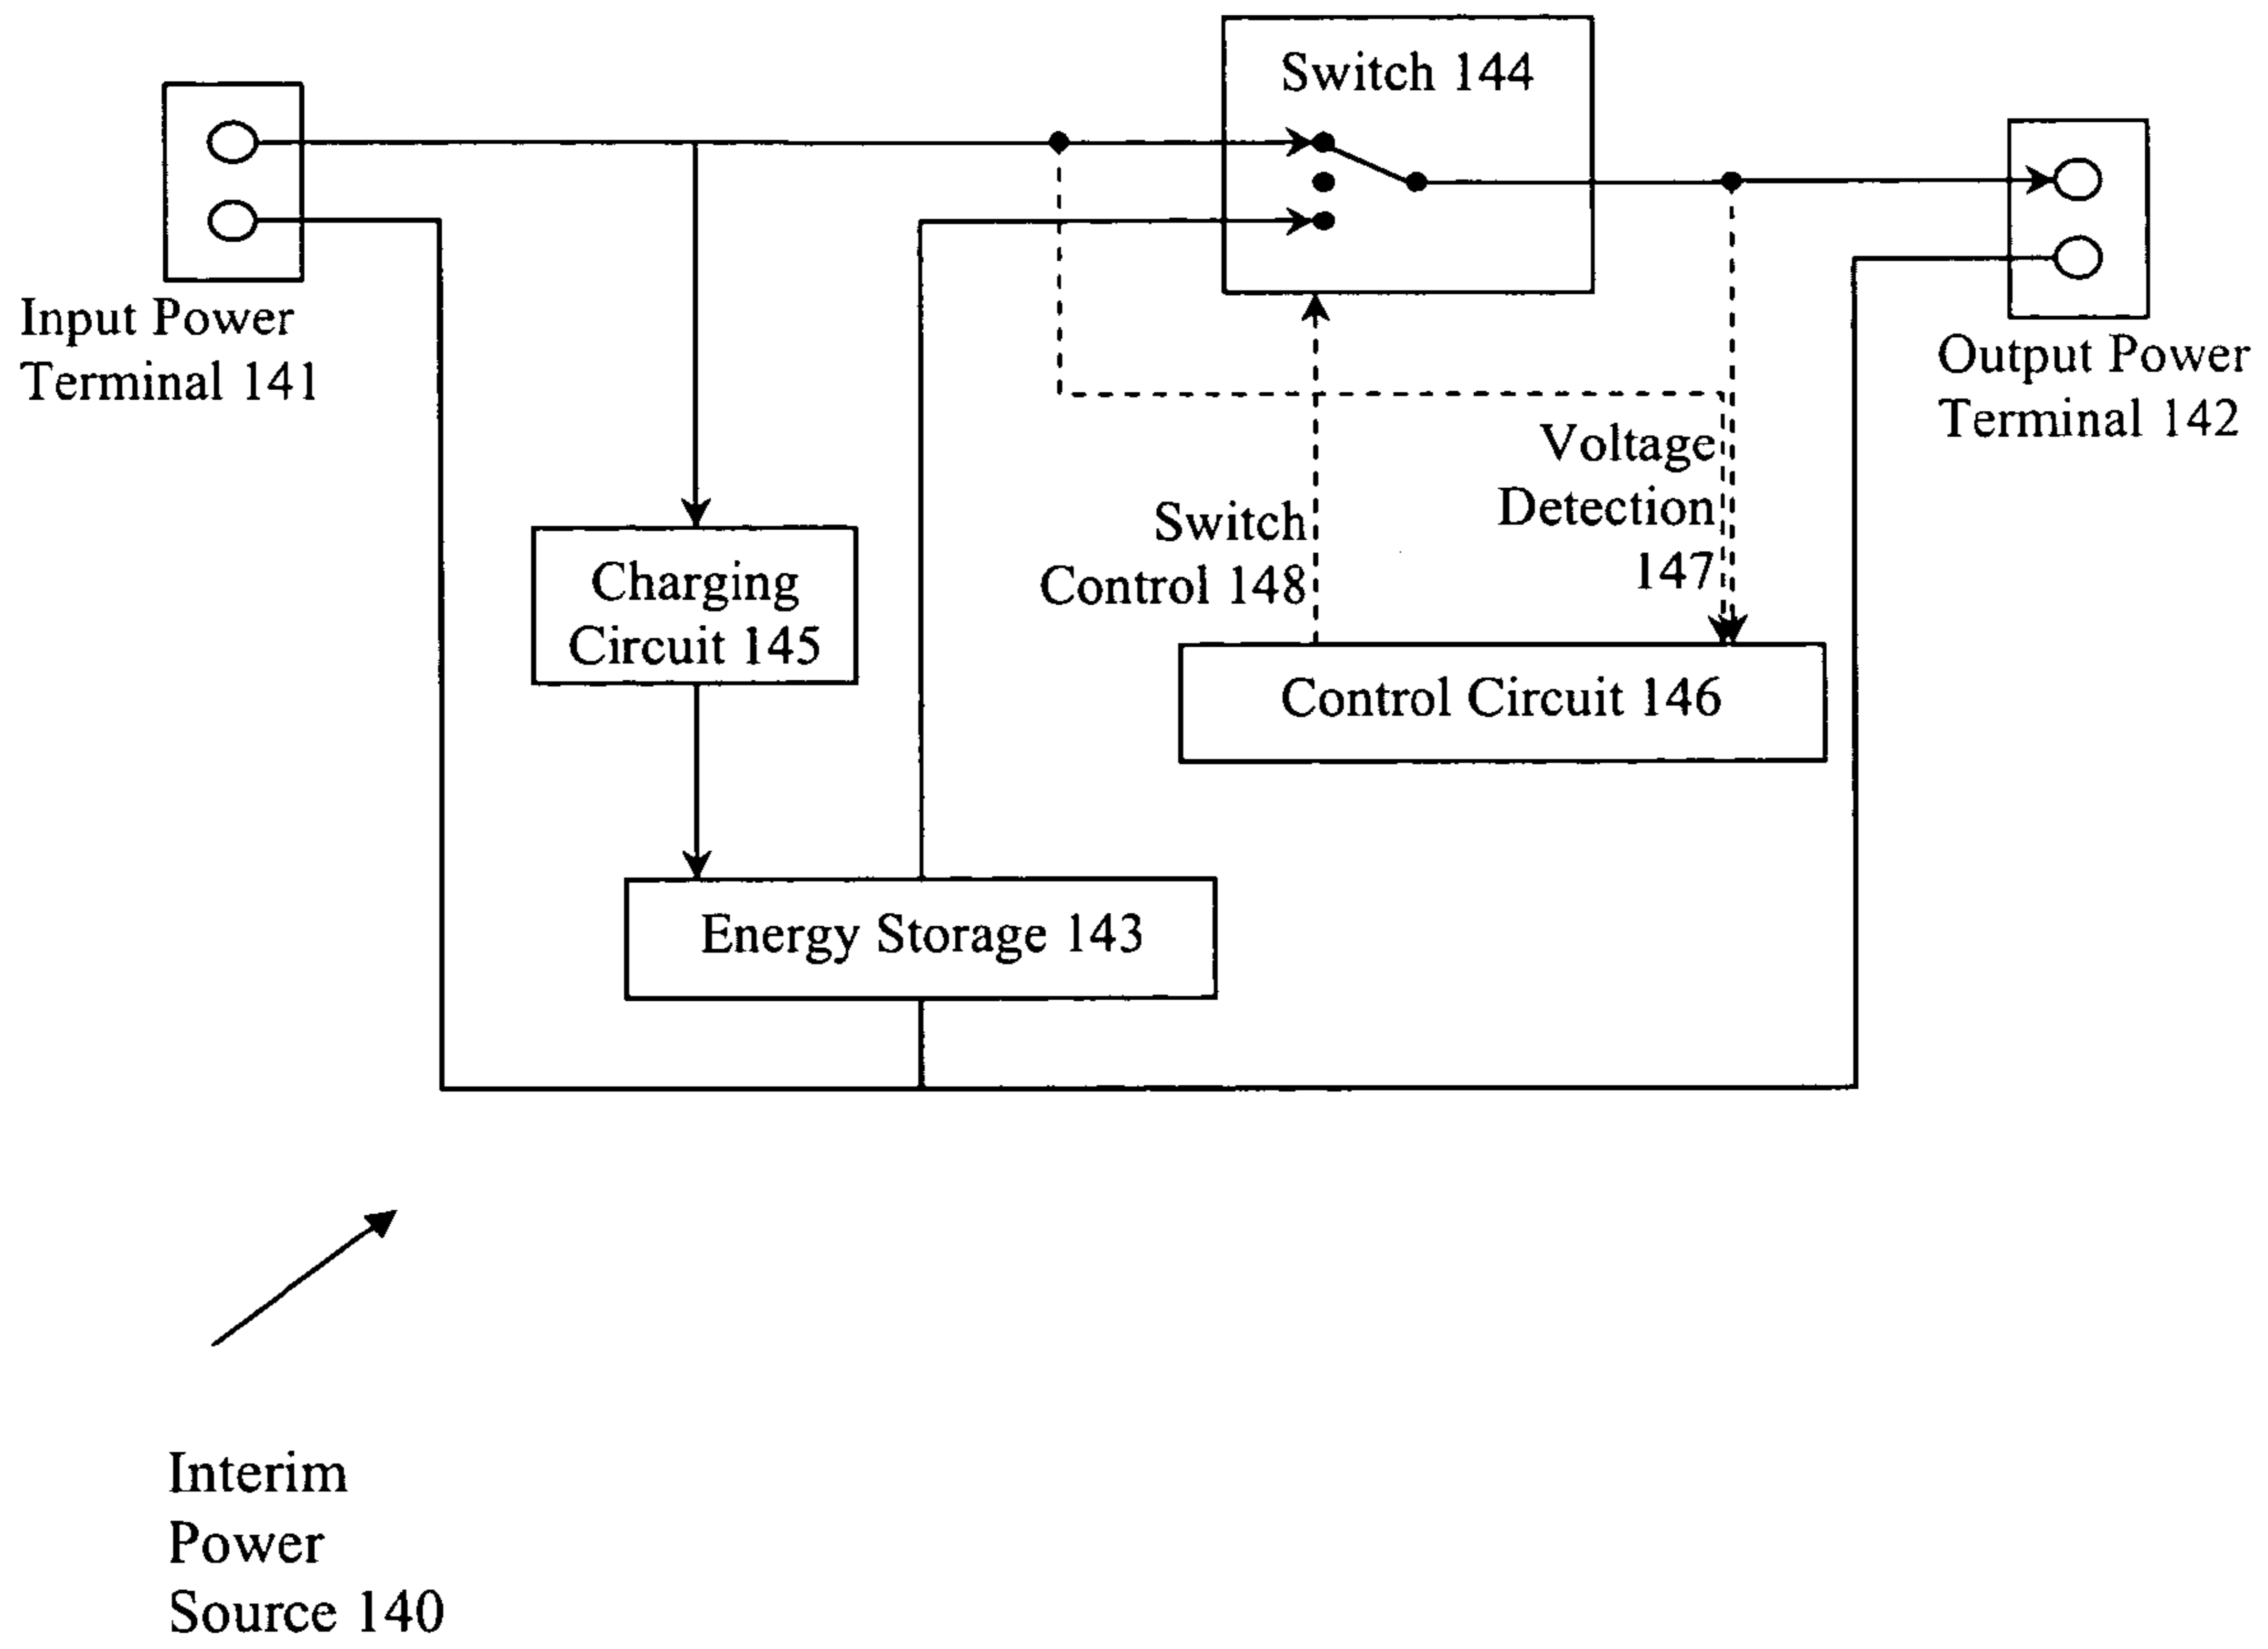 Switch 144
Input Power
Terminal 141
Output Power
Terminal 142
Voltage
Detection
147
Switch
Control 148
Charging
Circuit 145
Control Circuit 146
Energy Storage 143
Interim
Power
Source 140